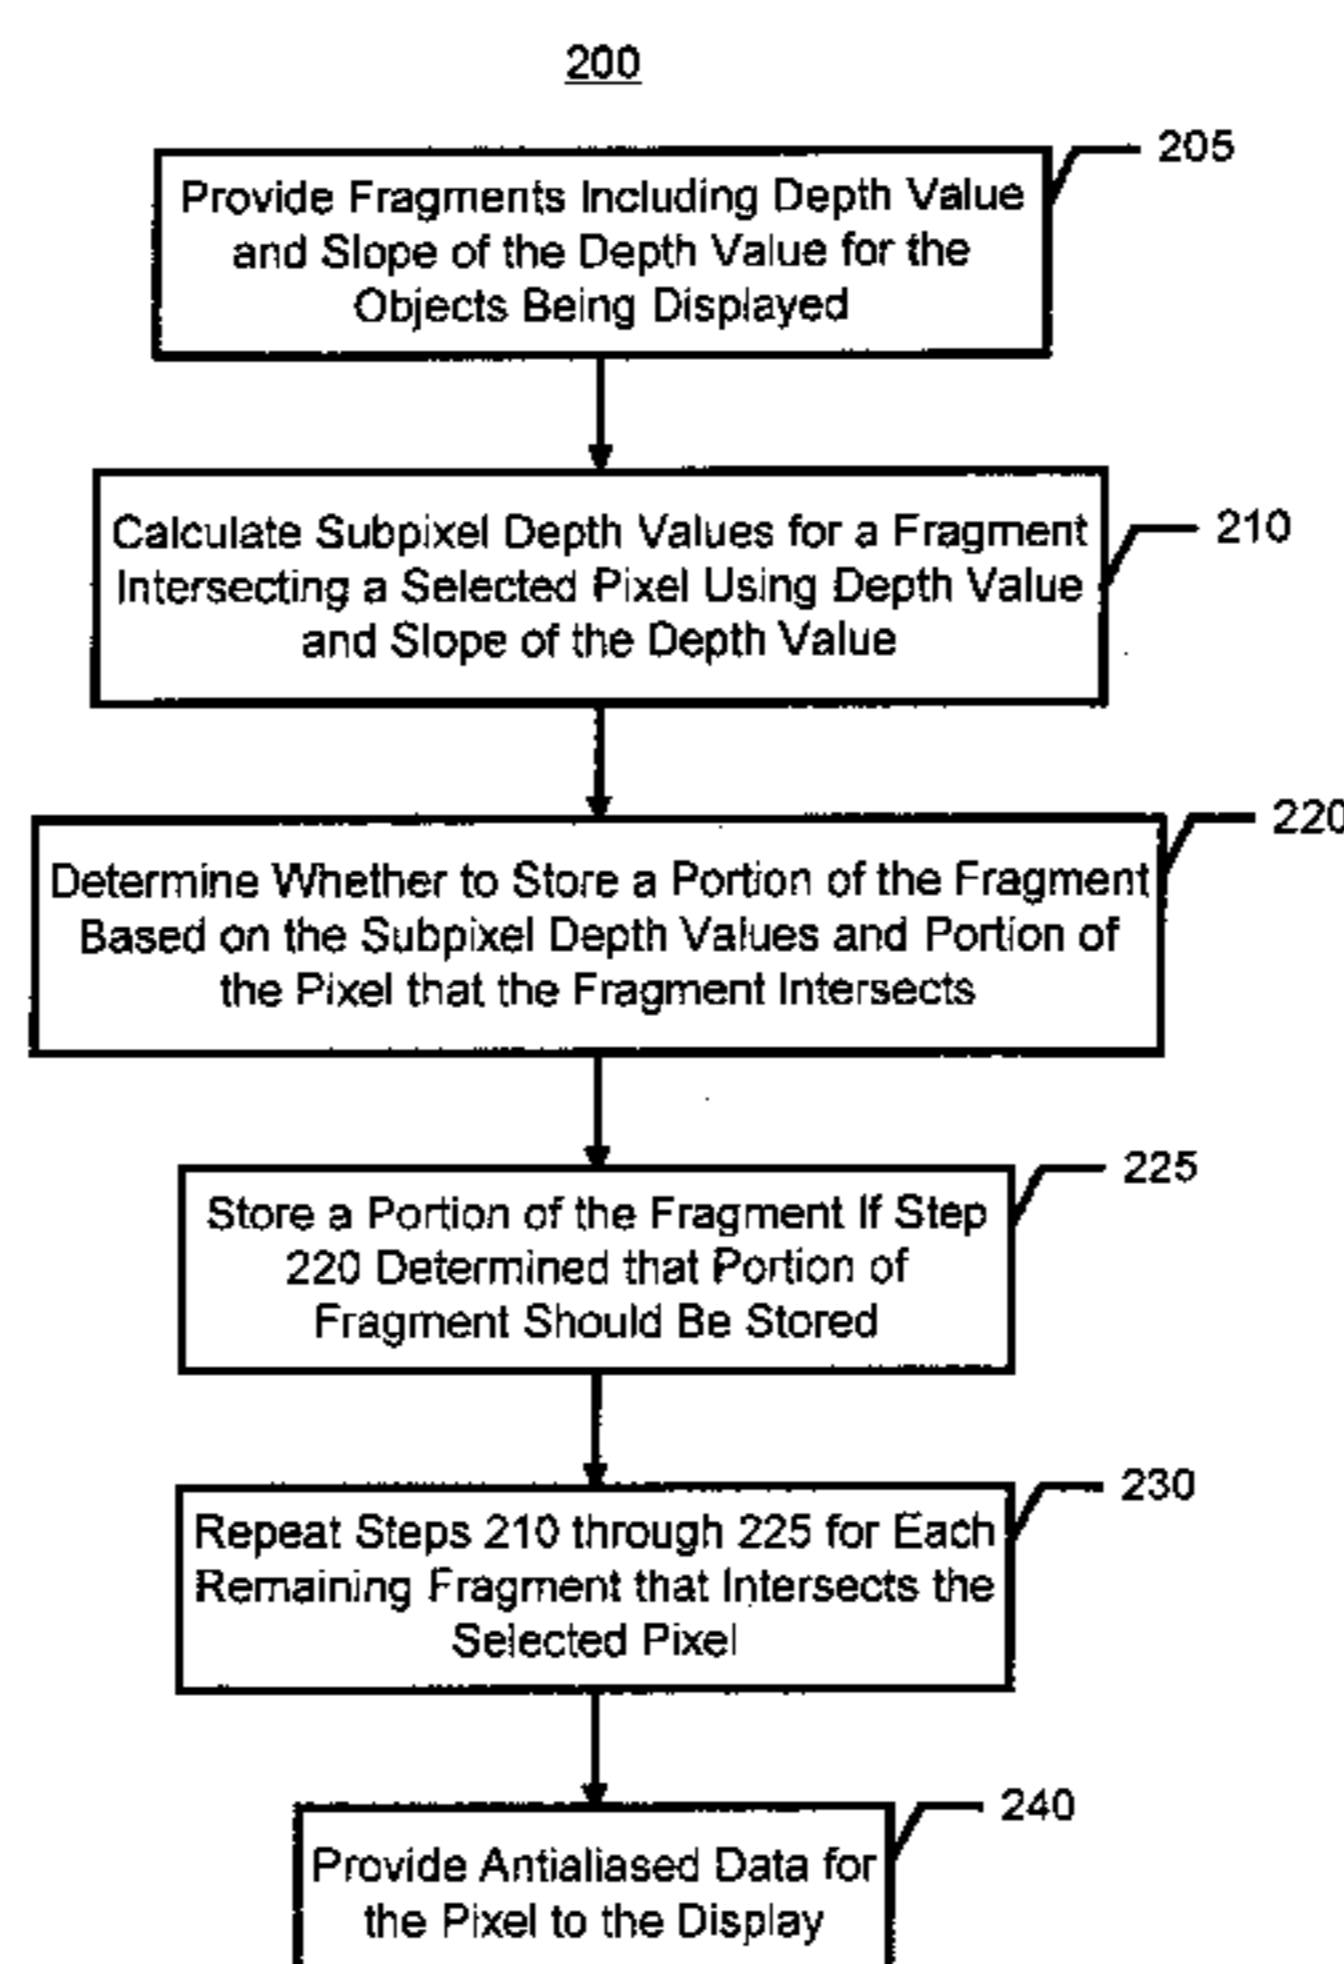 200
205
Provide Fragments Including Depth Value
and Slope of the Depth Value for the
Objects Being Displayed
210
Calculate Subpixel Depth Values for a Fragment
Intersecting a Selected Pixel Using Depth Value
and Slope of the Depth Value
220
Determine Whether to Store a Portion of the Fragment
Based on the Subpixel Depth Values and Portion of
the Pixel that the Fragment Intersects
225
Store a Portion of the Fragment If Step
220 Determined that Portion of
Fragment Should Be Stored
230
Repeat Steps 210 through 225 for Each
Remaining Fragment that Intersects the
Selected Pixel
240
Provide Antialiased Data for
the Pixel to the Display